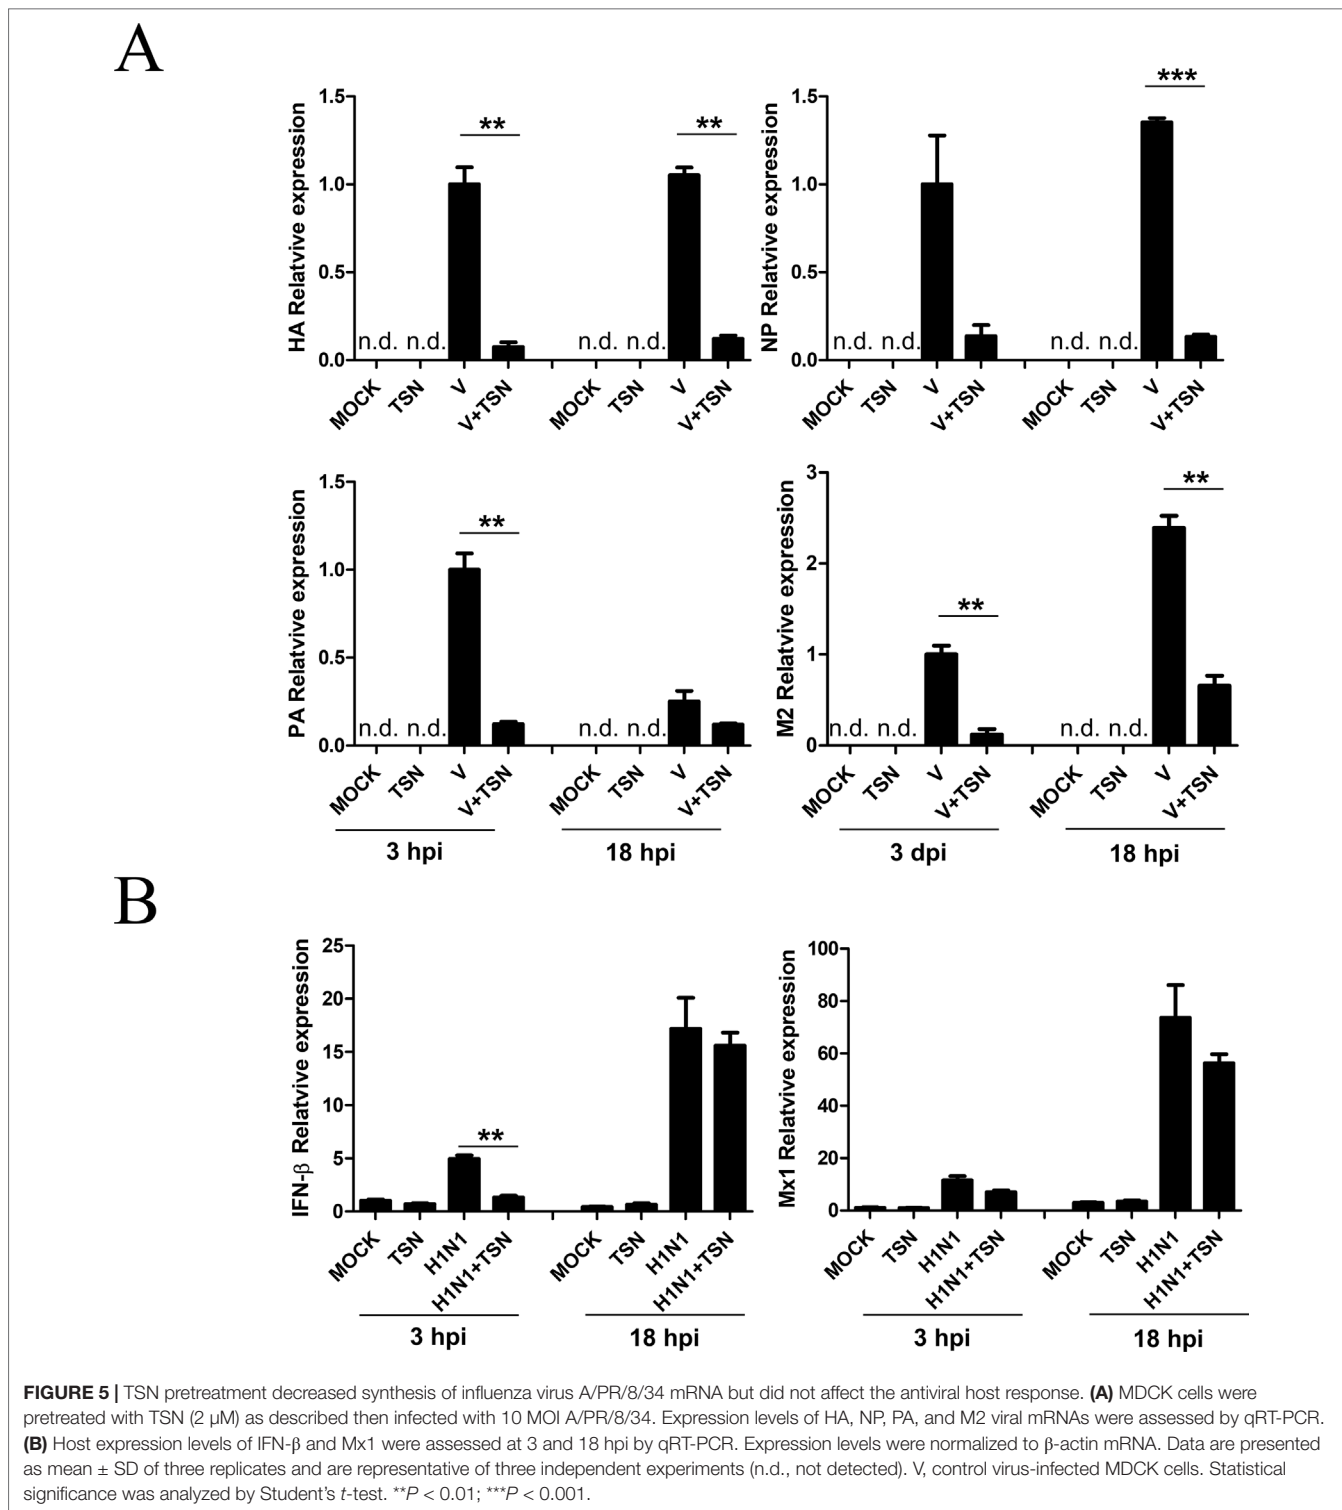 A
HA Relatvive expression
1.5
1.0
0.5
0.0
**
**
n.d. n.d.
n.d. n.d.
MOCK TSN V V+TSN MOCK TSN V V+TSN
NP Relative expression
1.5
1.0
0.5
0.0
***
n.d. n.d.
n.d. n.d.
MOCK TSN V V+TSN MOCK TSN V V+TSN
PA Relatvive expression
1.5
1.0
0.5
0.0
**
n.d. n.d.
n.d. n.d.
MOCK TSN V V+TSN MOCK TSN V V+TSN
3 hpi 18 hpi
M2 Relatvive expression
3
2
1
0
**
**
n.d. n.d.
n.d. n.d.
MOCK TSN V V+TSN MOCK TSN V V+TSN
3 dpi 18 hpi
B
IFN-β Relatvive expression
25
20
15
10
5
0
**
MOCK TSN H1N1 H1N1+TSN MOCK TSN H1N1 H1N1+TSN
3 hpi 18 hpi
Mx1 Relatvive expression
100
80
60
40
20
0
MOCK TSN H1N1 H1N1+TSN MOCK TSN H1N1 H1N1+TSN
3 hpi 18 hpi
FIGURE 5 | TSN pretreatment decreased synthesis of influenza virus A/PR/8/34 mRNA but did not affect the antiviral host response. (A) MDCK cells were
pretreated with TSN (2 μM) as described then infected with 10 MOI A/PR/8/34. Expression levels of HA, NP, PA, and M2 viral mRNAs were assessed by qRT-PCR.
(B) Host expression levels of IFN-β and Mx1 were assessed at 3 and 18 hpi by qRT-PCR. Expression levels were normalized to β-actin mRNA. Data are presented
as mean ± SD of three replicates and are representative of three independent experiments (n.d., not detected). V, control virus-infected MDCK cells. Statistical
significance was analyzed by Student's t-test. **P < 0.01; ***P < 0.001.